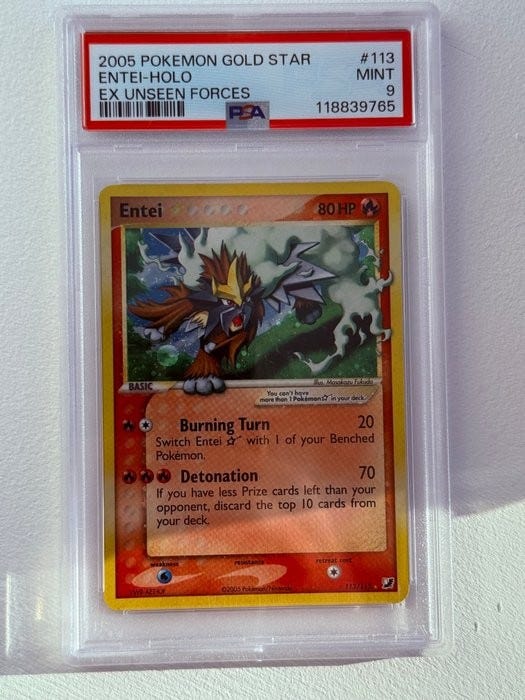 2005 POKEMON GOLD STAR #113
ENTEI-HOLO MINT
EX UNSEEN FORCES 9
PSA 118839765
Entei 80 HP
BASIC
Illus. Masakazu Fukuda
You can't have
more than 1 Pokémon ☆ in your deck.
Burning Turn 20
Switch Entei ☆ with 1 of your Benched
Pokémon.
Detonation 70
If you have less Prize cards left than your
opponent, discard the top 10 cards from
your deck.
weakness resistance retreat cost
©2005 Pokémon/Nintendo